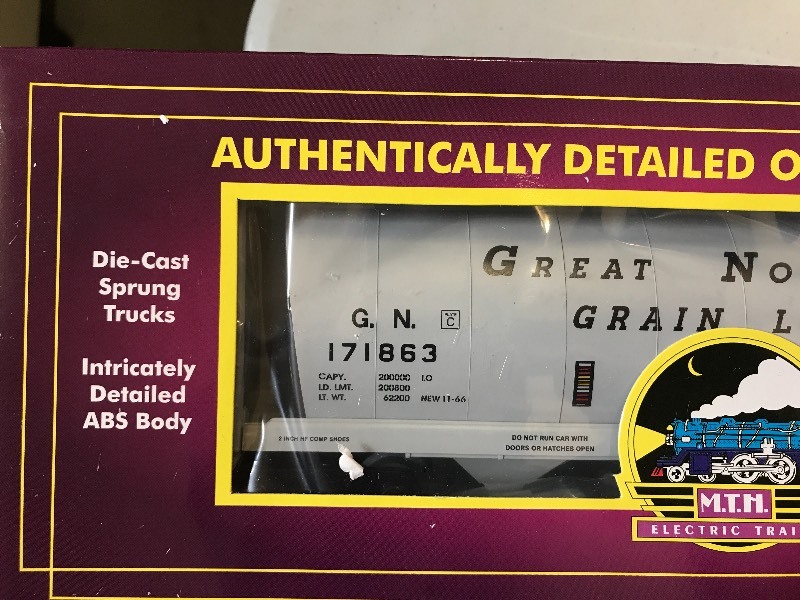 AUTHENTICALLY DETAILED O
Die-Cast
Sprung
Trucks
Intricately
Detailed
ABS Body
GREAT NO
GRAIN L
G. N.
PLATE
C
171863
CAPY. 200000 LO
LD. LMT. 200800
LT. WT. 62200 NEW 11-66
2 INCH HF COMP SHOES
DO NOT RUN CAR WITH
DOORS OR HATCHES OPEN
M.T.H.
ELECTRIC TRAI